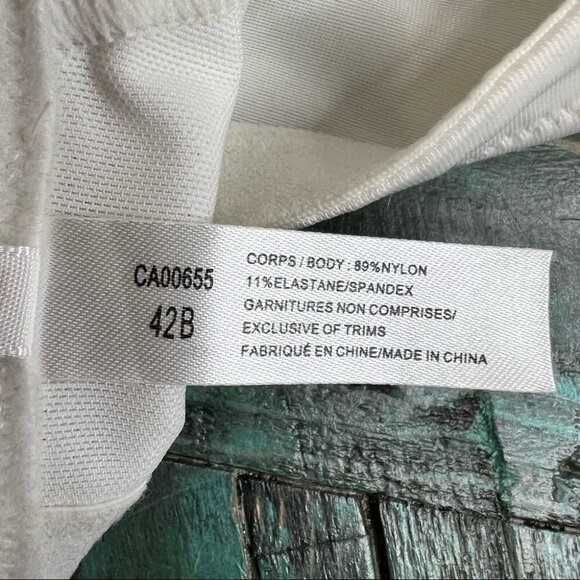 CA00655
42B
CORPS / BODY : 89%NYLON
11%ELASTANE/SPANDEX
GARNITURES NON COMPRISES/
EXCLUSIVE OF TRIMS
FABRIQUÉ EN CHINE/MADE IN CHINA